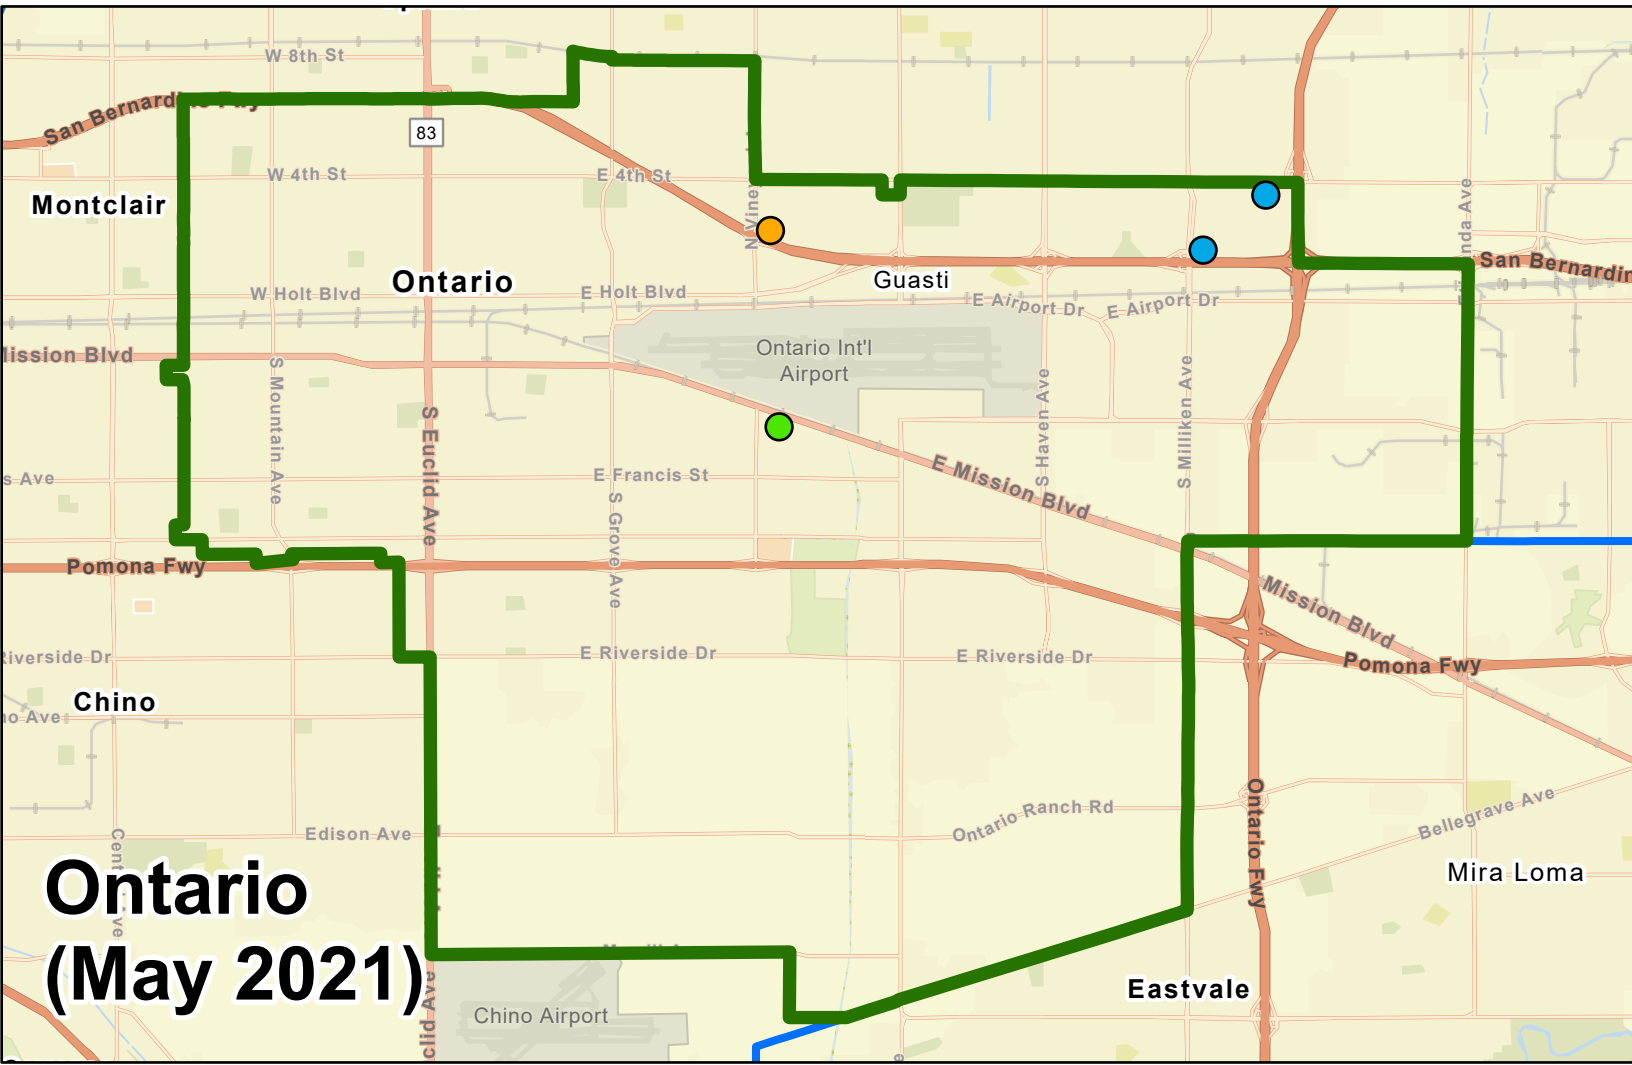 W 8th St
San Bernardino Fwy
83
W 4th St
E 4th St
Montclair
N Vine
nda Ave
San Bernardin
Ontario
Guasti
W Holt Blvd
E Holt Blvd
E Airport Dr
E Airport Dr
Mission Blvd
Ontario Int'l
Airport
S Mountain Ave
S Euclid Ave
S Haven Ave
S Milliken Ave
s Ave
E Francis St
E Mission Blvd
S Grove Ave
Pomona Fwy
Mission Blvd
Riverside Dr
E Riverside Dr
E Riverside Dr
Pomona Fwy
Chino
no Ave
Ontario Ranch Rd
Ontario Fwy
Bellegrave Ave
Edison Ave
Mira Loma
Ontario
(May 2021)
Eastvale
Chino Airport